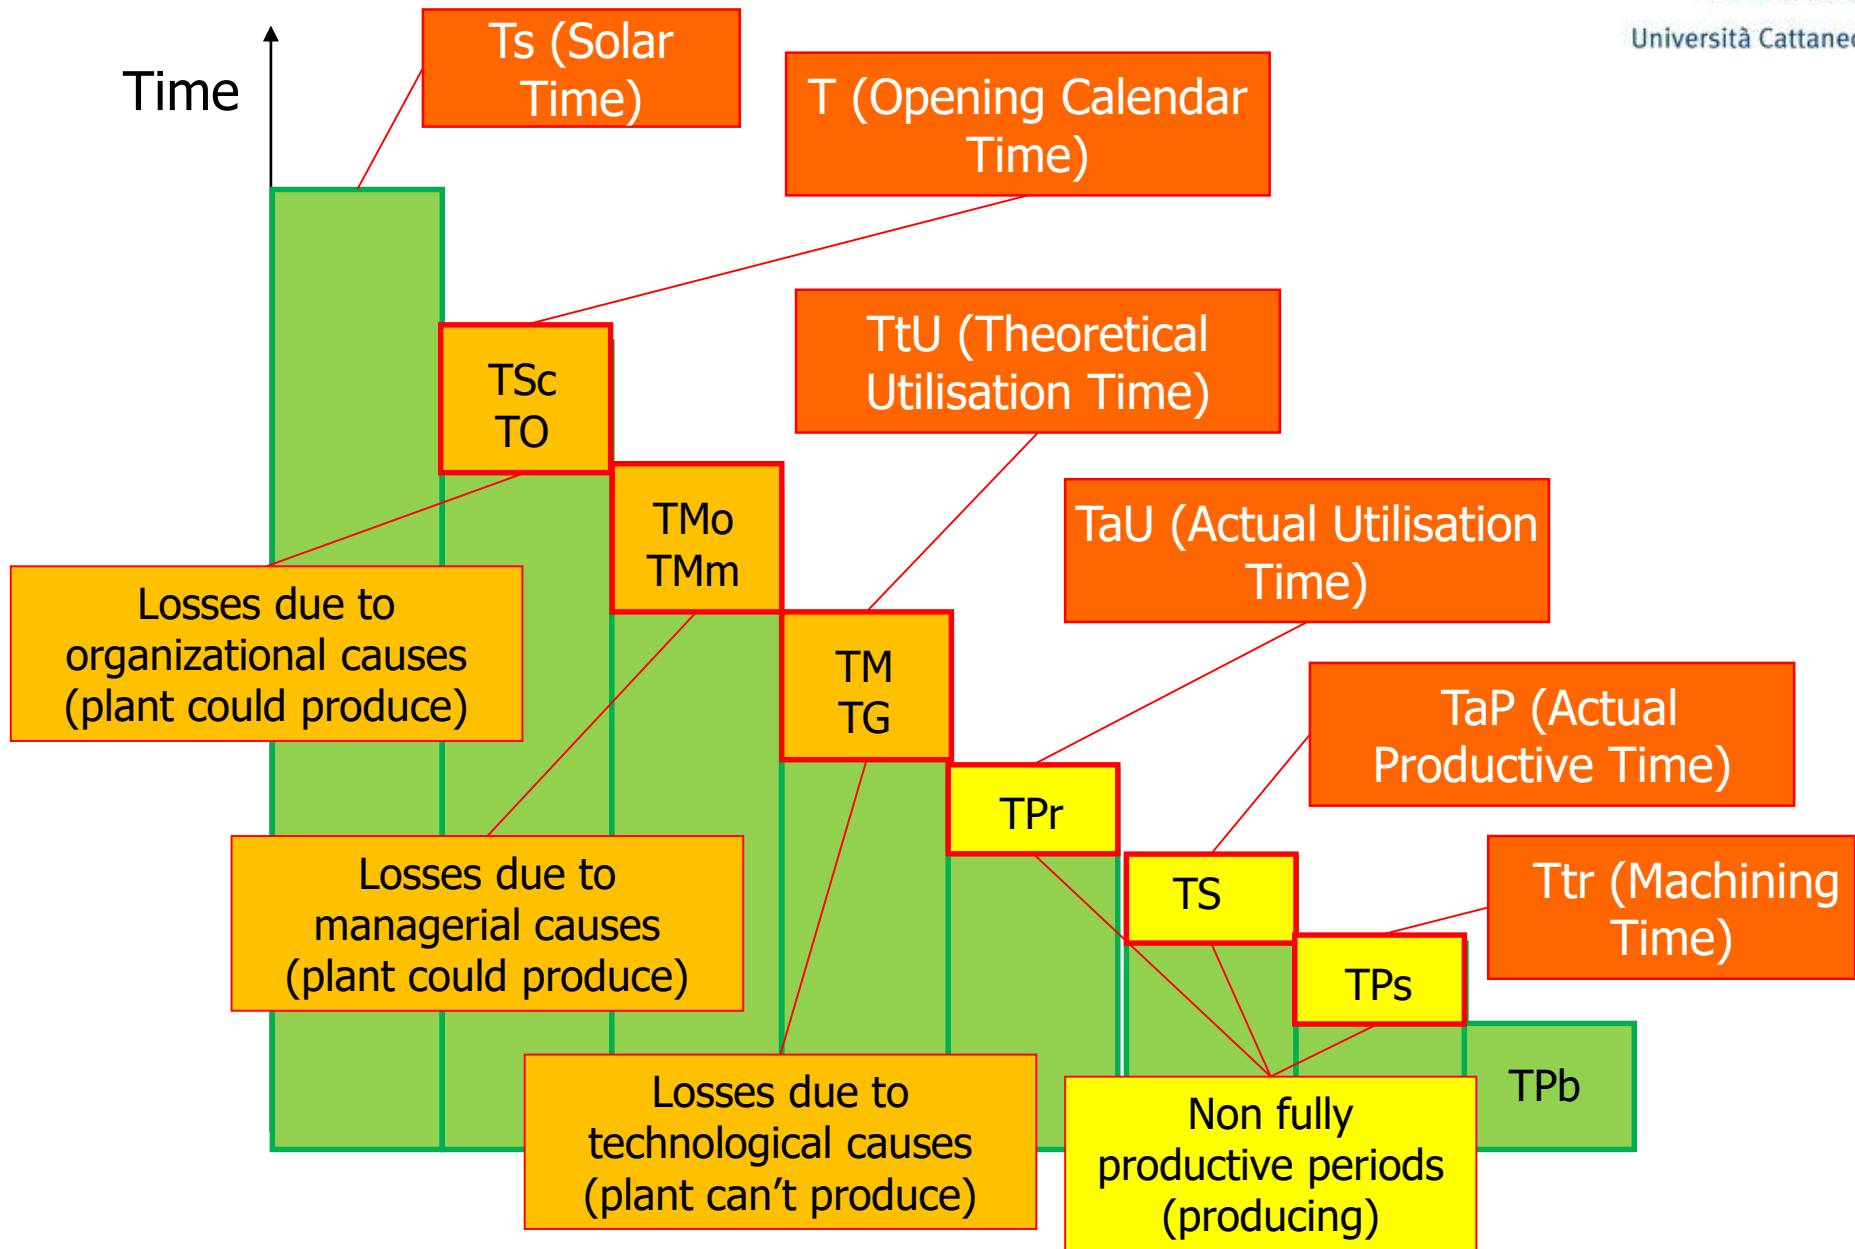 Università Cattaneo
Time
Ts (Solar
Time)
T (Opening Calendar
Time)
TSc
TO
TtU (Theoretical
Utilisation Time)
TMo
TMm
TaU (Actual Utilisation
Time)
Losses due to
organizational causes
(plant could produce)
TM
TG
TaP (Actual
Productive Time)
TPr
Losses due to
managerial causes
(plant could produce)
TS
Ttr (Machining
Time)
TPs
Losses due to
technological causes
(plant can’t produce)
Non fully
productive periods
(producing)
TPb